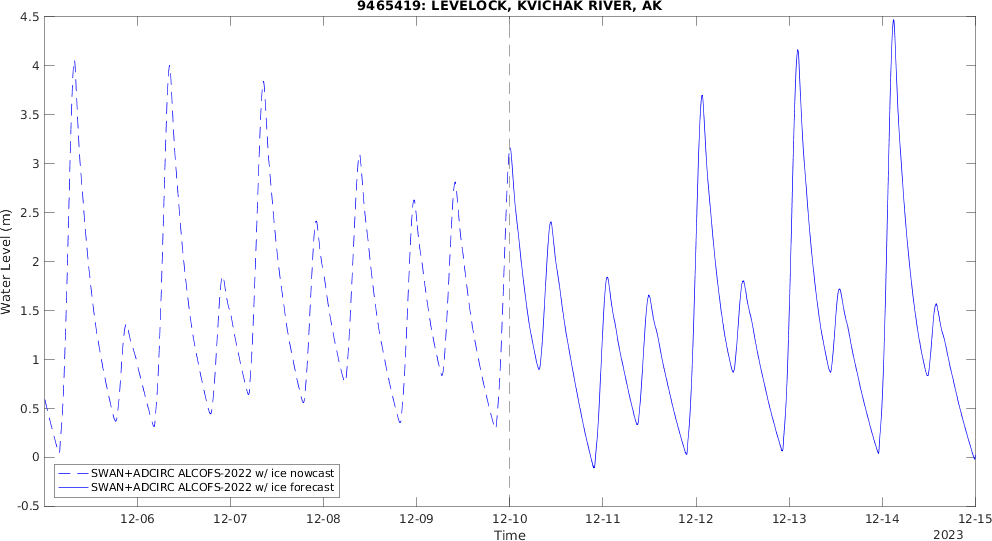 9465419: LEVELOCK, KVICHAK RIVER, AK
4.5
4
3.5
3
2.5
2
1.5
1
0.5
0
-0.5
Water Level (m)
SWAN+ADCIRC ALCOFS-2022 w/ ice nowcast
SWAN+ADCIRC ALCOFS-2022 w/ ice forecast
12-06 12-07 12-08 12-09 12-10 12-11 12-12 12-13 12-14 12-15
Time
2023